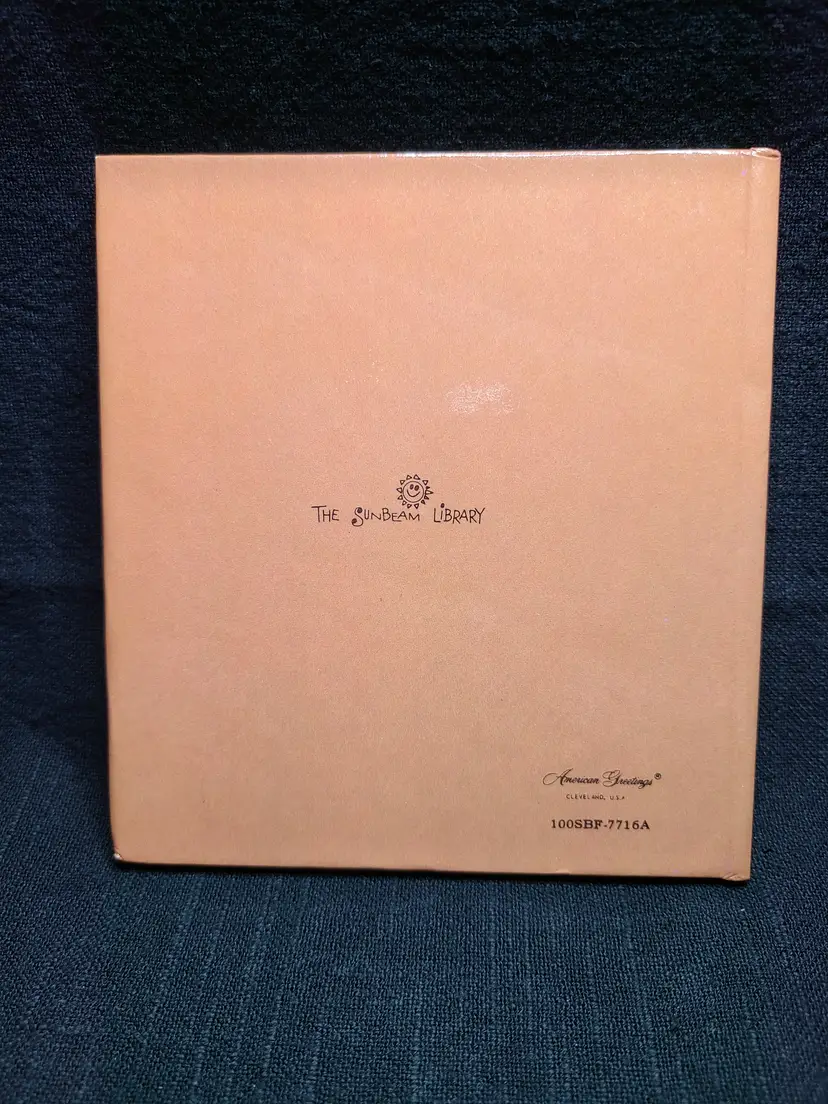 THE SUNBEAM LIBRARY
American Greetings®
CLEVELAND, U.S.A
100SBF-7716A